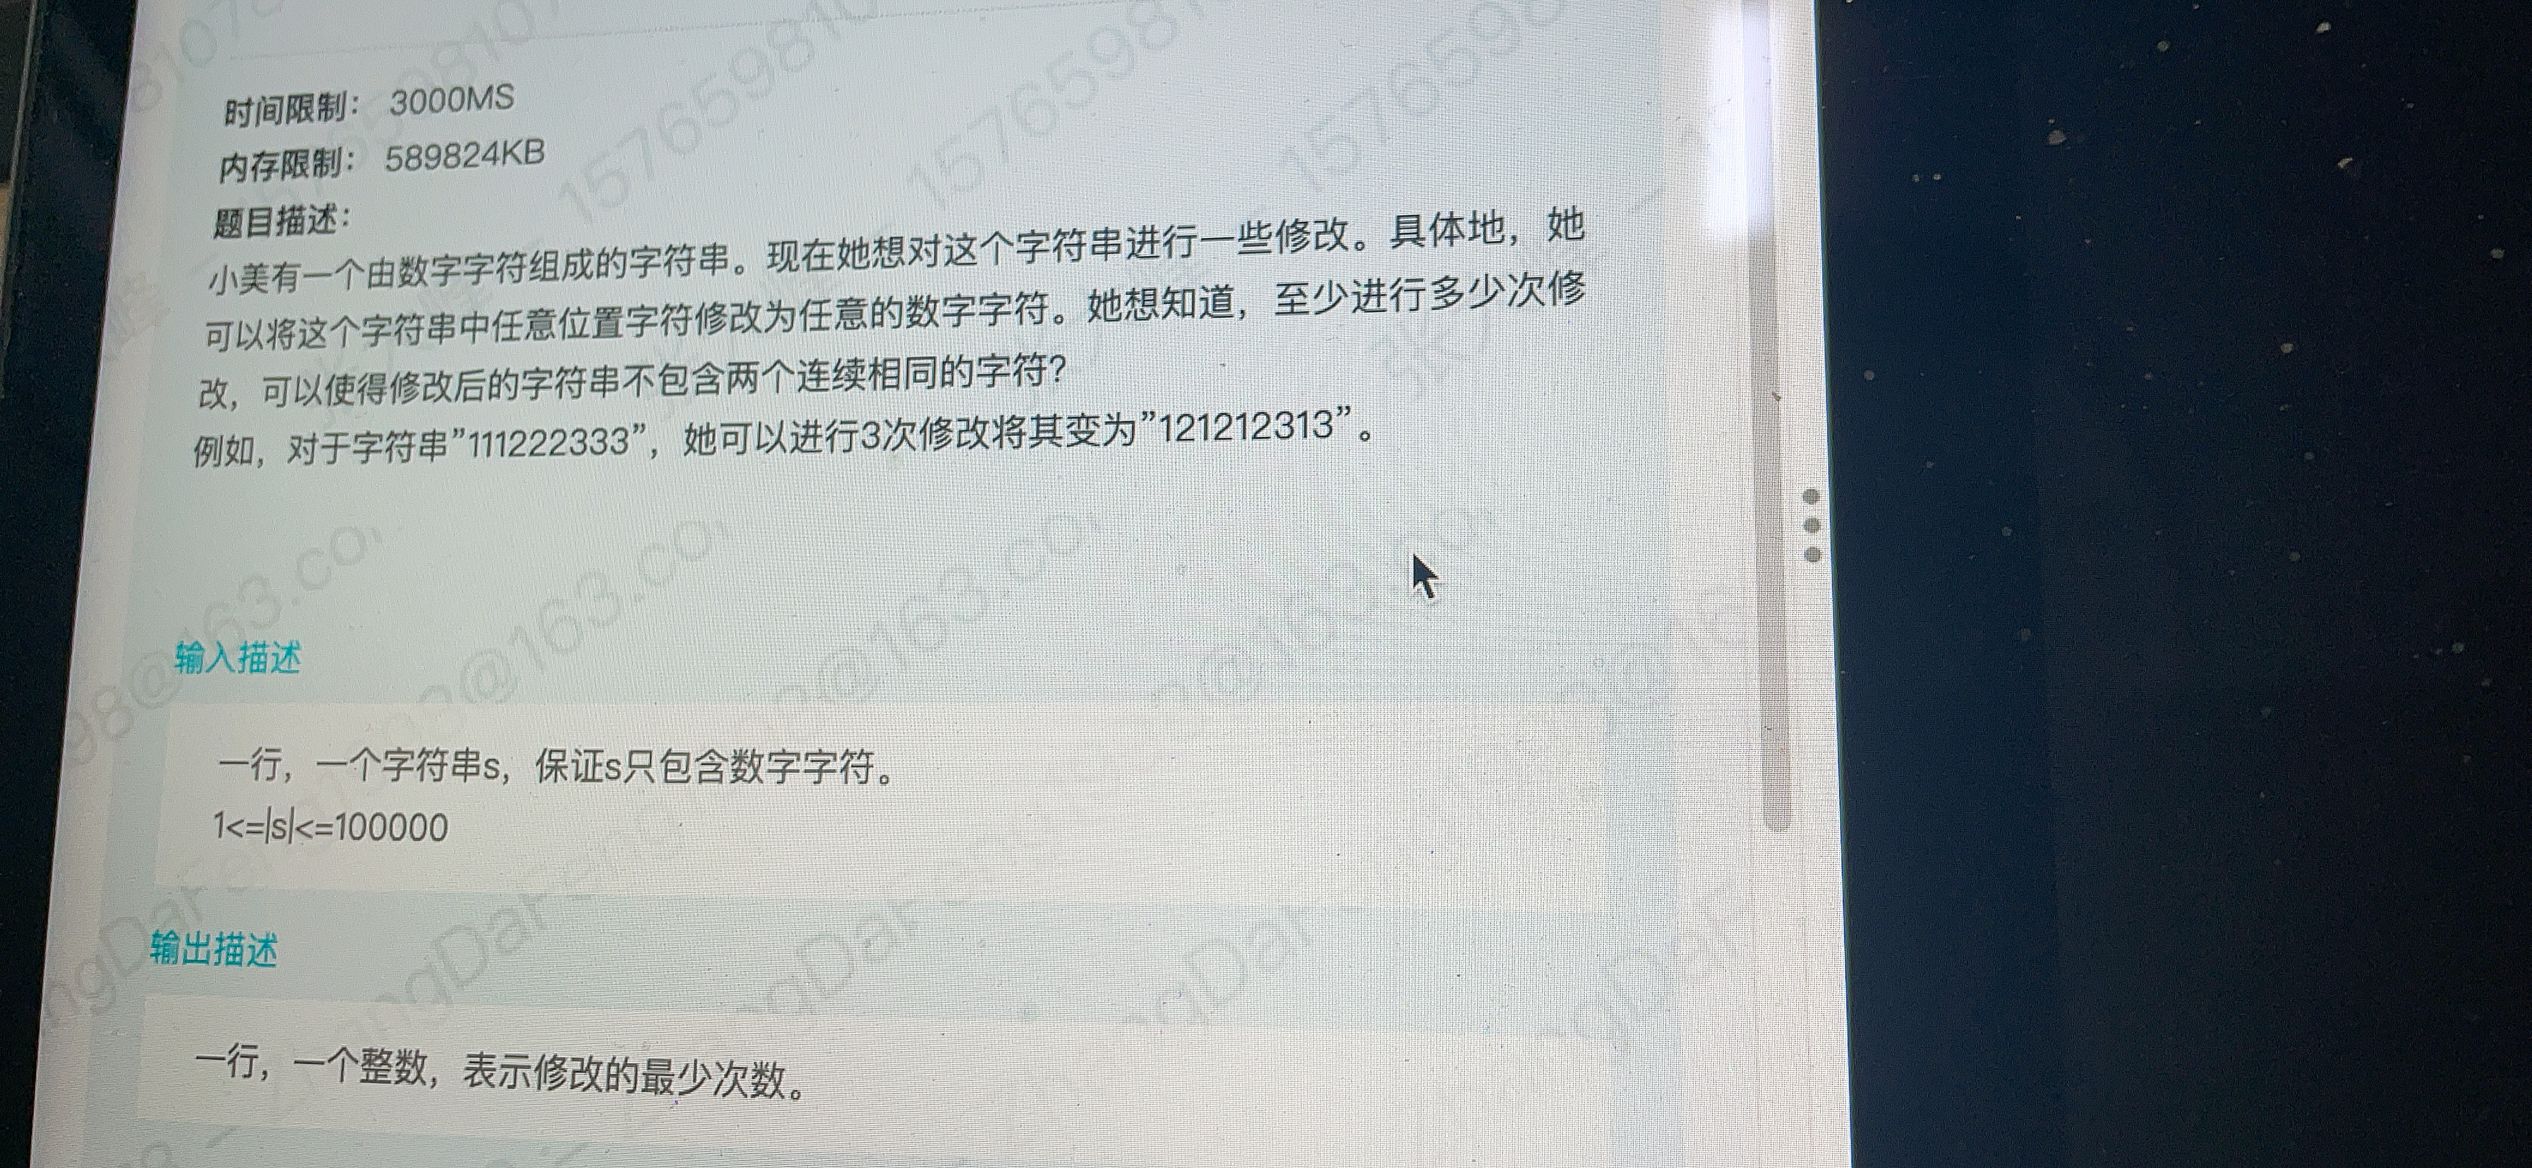 时间限制： 3000MS
内存限制： 589824KB
题目描述：
小美有一个由数字字符组成的字符串。现在她想对这个字符串进行一些修改。具体地，她
可以将这个字符串中任意位置字符修改为任意的数字字符。她想知道，至少进行多少次修
改，可以使得修改后的字符串不包含两个连续相同的字符？
例如，对于字符串”111222333”，她可以进行3次修改将其变为”121212313”。
输入描述
一行，一个字符串s，保证s只包含数字字符。
1<=|s|<=100000
输出描述
一行，一个整数，表示修改的最少次数。